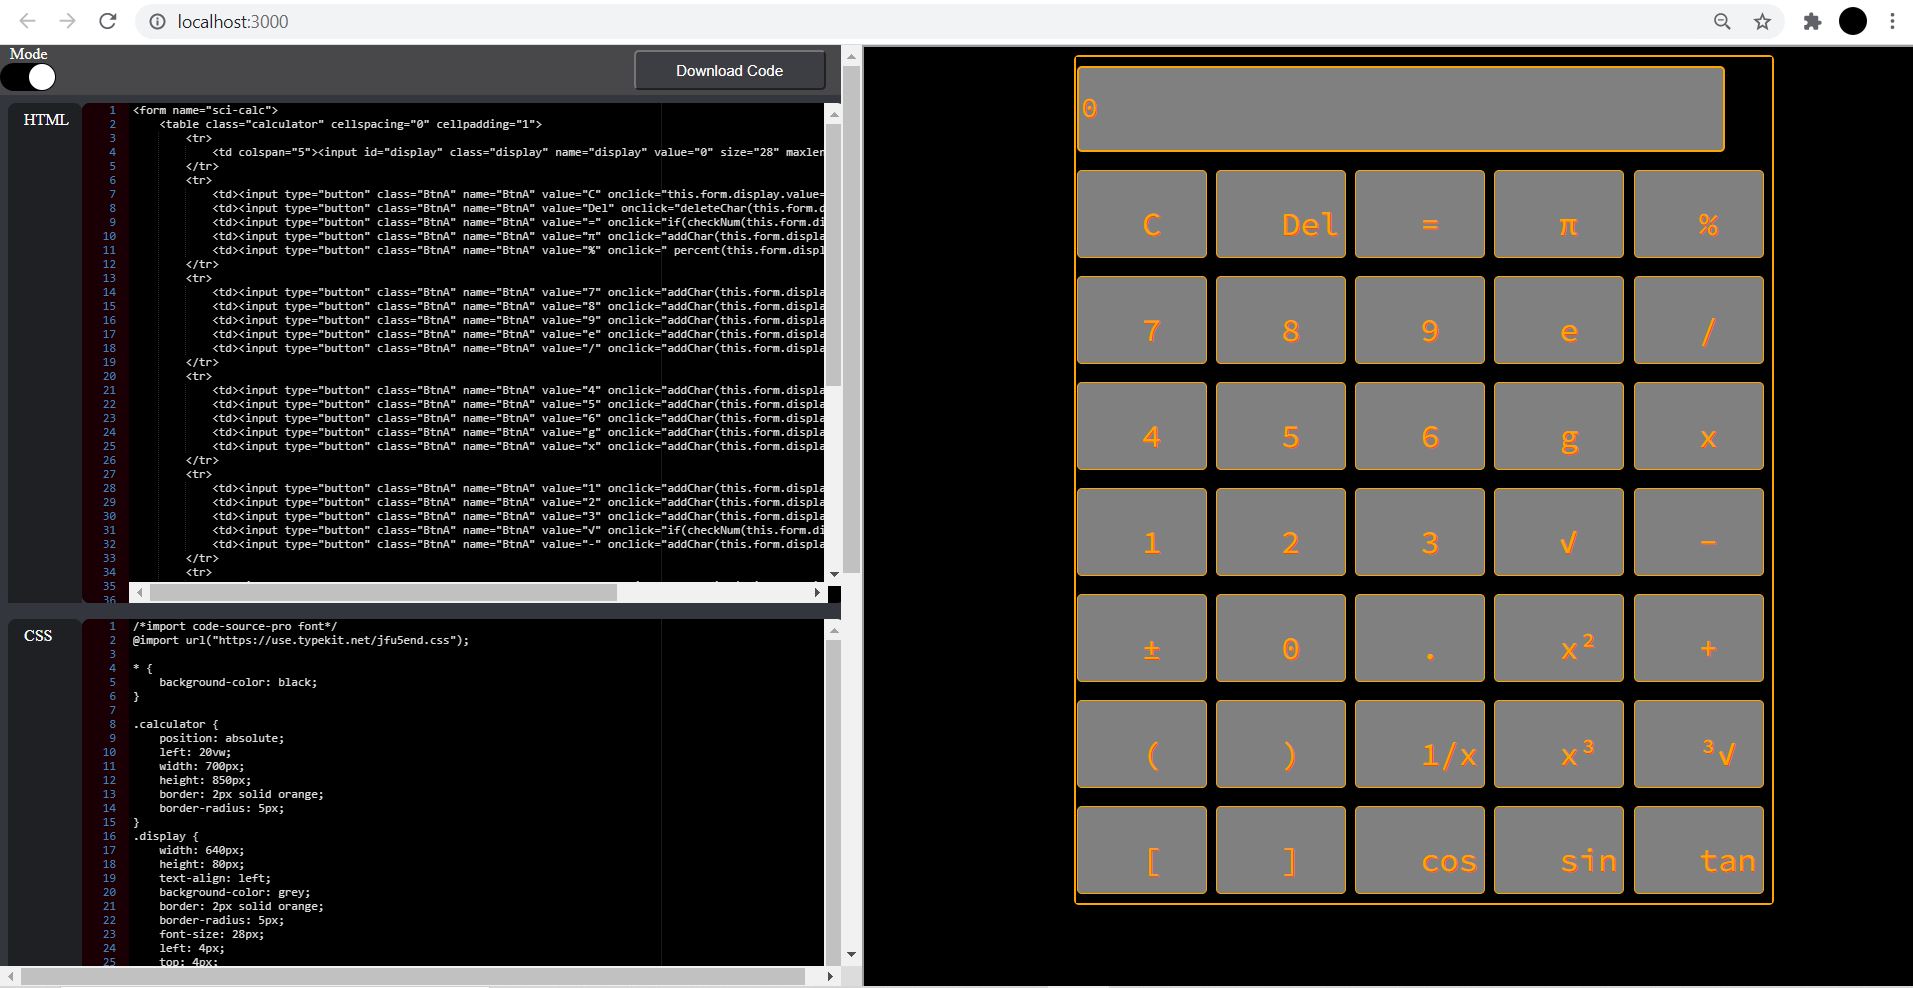 localhost:3000
Mode
Download Code
HTML
1 <form name="sci-calc">
2 <table class="calculator" cellspacing="0" cellpadding="1">
3 <tr>
4 <td colspan="5"><input id="display" class="display" name="display" value="0" size="28" maxlen
5 </tr>
6 <tr>
7 <td><input type="button" class="BtnA" name="BtnA" value="C" onclick="this.form.display.value=
8 <td><input type="button" class="BtnA" name="BtnA" value="Del" onclick="deleteChar(this.form.d
9 <td><input type="button" class="BtnA" name="BtnA" value="=" onclick="if(checkNum(this.form.di
10 <td><input type="button" class="BtnA" name="BtnA" value="π" onclick="addChar(this.form.displa
11 <td><input type="button" class="BtnA" name="BtnA" value="%" onclick=" percent(this.form.displ
12 </tr>
13 <tr>
14 <td><input type="button" class="BtnA" name="BtnA" value="7" onclick="addChar(this.form.displa
15 <td><input type="button" class="BtnA" name="BtnA" value="8" onclick="addChar(this.form.displa
16 <td><input type="button" class="BtnA" name="BtnA" value="9" onclick="addChar(this.form.displa
17 <td><input type="button" class="BtnA" name="BtnA" value="e" onclick="addChar(this.form.displa
18 <td><input type="button" class="BtnA" name="BtnA" value="/" onclick="addChar(this.form.displa
19 </tr>
20 <tr>
21 <td><input type="button" class="BtnA" name="BtnA" value="4" onclick="addChar(this.form.displa
22 <td><input type="button" class="BtnA" name="BtnA" value="5" onclick="addChar(this.form.displa
23 <td><input type="button" class="BtnA" name="BtnA" value="6" onclick="addChar(this.form.displa
24 <td><input type="button" class="BtnA" name="BtnA" value="g" onclick="addChar(this.form.displa
25 <td><input type="button" class="BtnA" name="BtnA" value="x" onclick="addChar(this.form.displa
26 </tr>
27 <tr>
28 <td><input type="button" class="BtnA" name="BtnA" value="1" onclick="addChar(this.form.displa
29 <td><input type="button" class="BtnA" name="BtnA" value="2" onclick="addChar(this.form.displa
30 <td><input type="button" class="BtnA" name="BtnA" value="3" onclick="addChar(this.form.displa
31 <td><input type="button" class="BtnA" name="BtnA" value="√" onclick="if(checkNum(this.form.di
32 <td><input type="button" class="BtnA" name="BtnA" value="-" onclick="addChar(this.form.displa
33 </tr>
34 <tr>
35
36
CSS
1 /*import code-source-pro font*/
2 @import url("https://use.typekit.net/jfu5end.css");
3
4 * {
5 background-color: black;
6 }
7
8 .calculator {
9 position: absolute;
10 left: 20vw;
11 width: 700px;
12 height: 850px;
13 border: 2px solid orange;
14 border-radius: 5px;
15 }
16 .display {
17 width: 640px;
18 height: 80px;
19 text-align: left;
20 background-color: grey;
21 border: 2px solid orange;
22 border-radius: 5px;
23 font-size: 28px;
24 left: 4px;
25 top: 4px;
0
C Del = π %
7 8 9 e /
4 5 6 g x
1 2 3 √ -
± 0 . x² +
( ) 1/x x³ ³√
[ ] cos sin tan